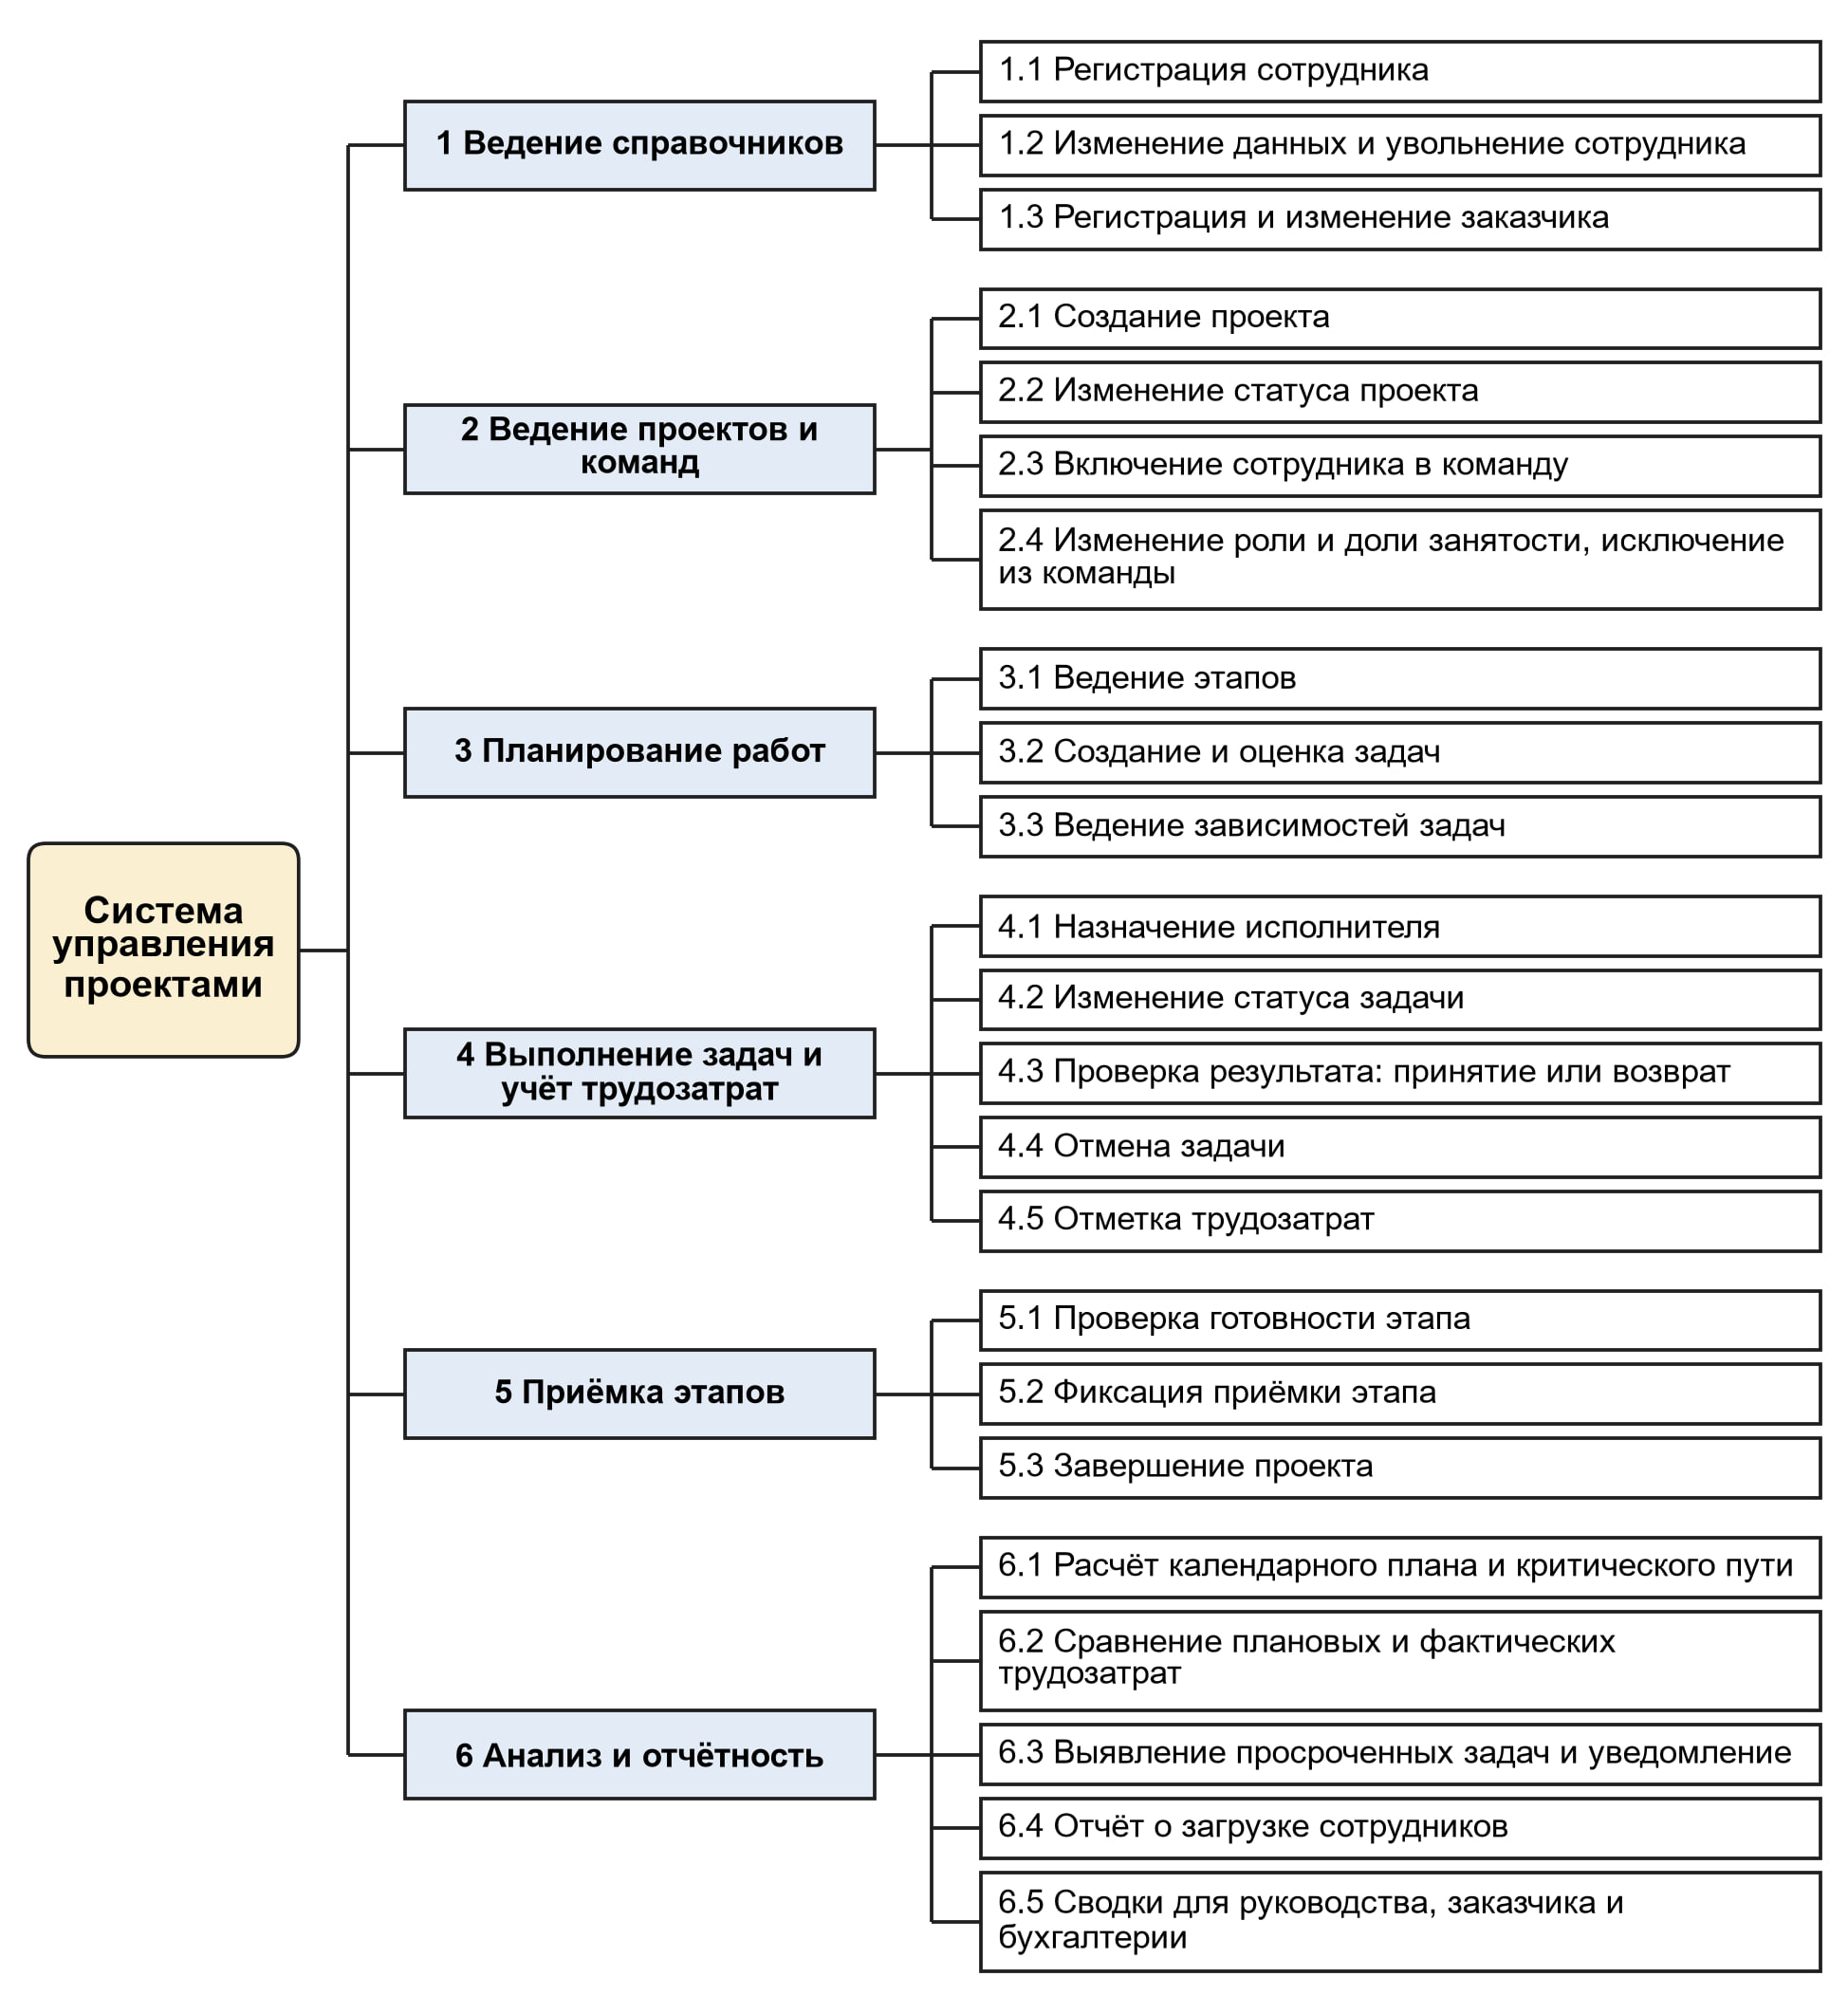 1.1 Регистрация сотрудника
1 Ведение справочников
1.2 Изменение данных и увольнение сотрудника
1.3 Регистрация и изменение заказчика
2.1 Создание проекта
2.2 Изменение статуса проекта
2 Ведение проектов и
команд
2.3 Включение сотрудника в команду
2.4 Изменение роли и доли занятости, исключение
из команды
3.1 Ведение этапов
3 Планирование работ
3.2 Создание и оценка задач
3.3 Ведение зависимостей задач
Система
управления
проектами
4.1 Назначение исполнителя
4.2 Изменение статуса задачи
4 Выполнение задач и
учёт трудозатрат
4.3 Проверка результата: принятие или возврат
4.4 Отмена задачи
4.5 Отметка трудозатрат
5.1 Проверка готовности этапа
5 Приёмка этапов
5.2 Фиксация приёмки этапа
5.3 Завершение проекта
6.1 Расчёт календарного плана и критического пути
6.2 Сравнение плановых и фактических
трудозатрат
6 Анализ и отчётность
6.3 Выявление просроченных задач и уведомление
6.4 Отчёт о загрузке сотрудников
6.5 Сводки для руководства, заказчика и
бухгалтерии